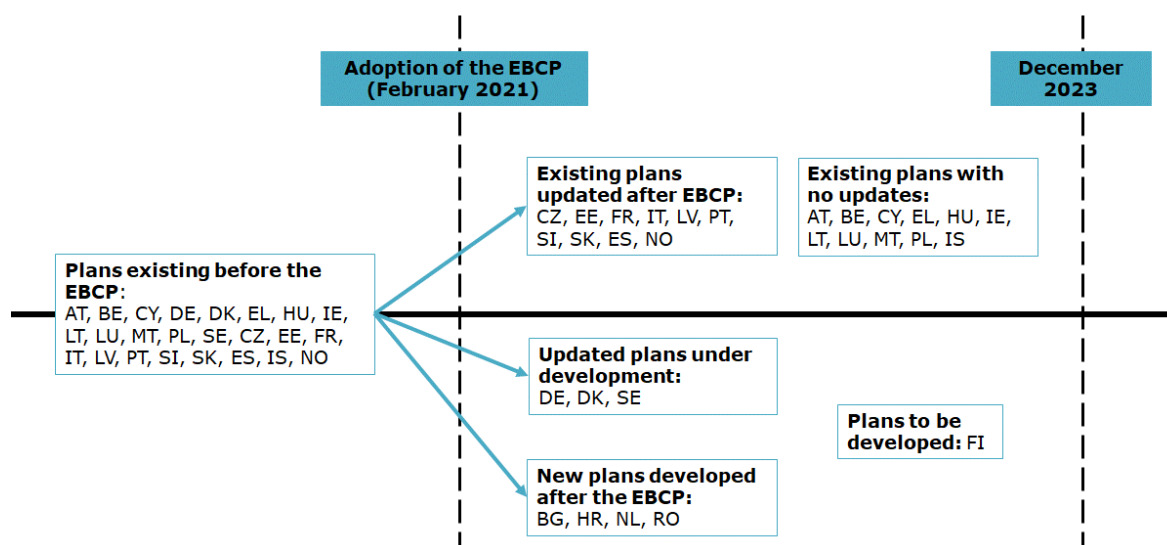 Adoption of the EBCP
(February 2021)
December
2023
Existing plans
updated after EBCP:
CZ, EE, FR, IT, LV, PT,
SI, SK, ES, NO
Existing plans with
no updates:
AT, BE, CY, EL, HU, IE,
LT, LU, MT, PL, IS
Plans existing before the
EBCP:
AT, BE, CY, DE, DK, EL, HU, IE,
LT, LU, MT, PL, SE, CZ, EE, FR,
IT, LV, PT, SI, SK, ES, IS, NO
Updated plans under
development:
DE, DK, SE
Plans to be
developed: FI
New plans developed
after the EBCP:
BG, HR, NL, RO